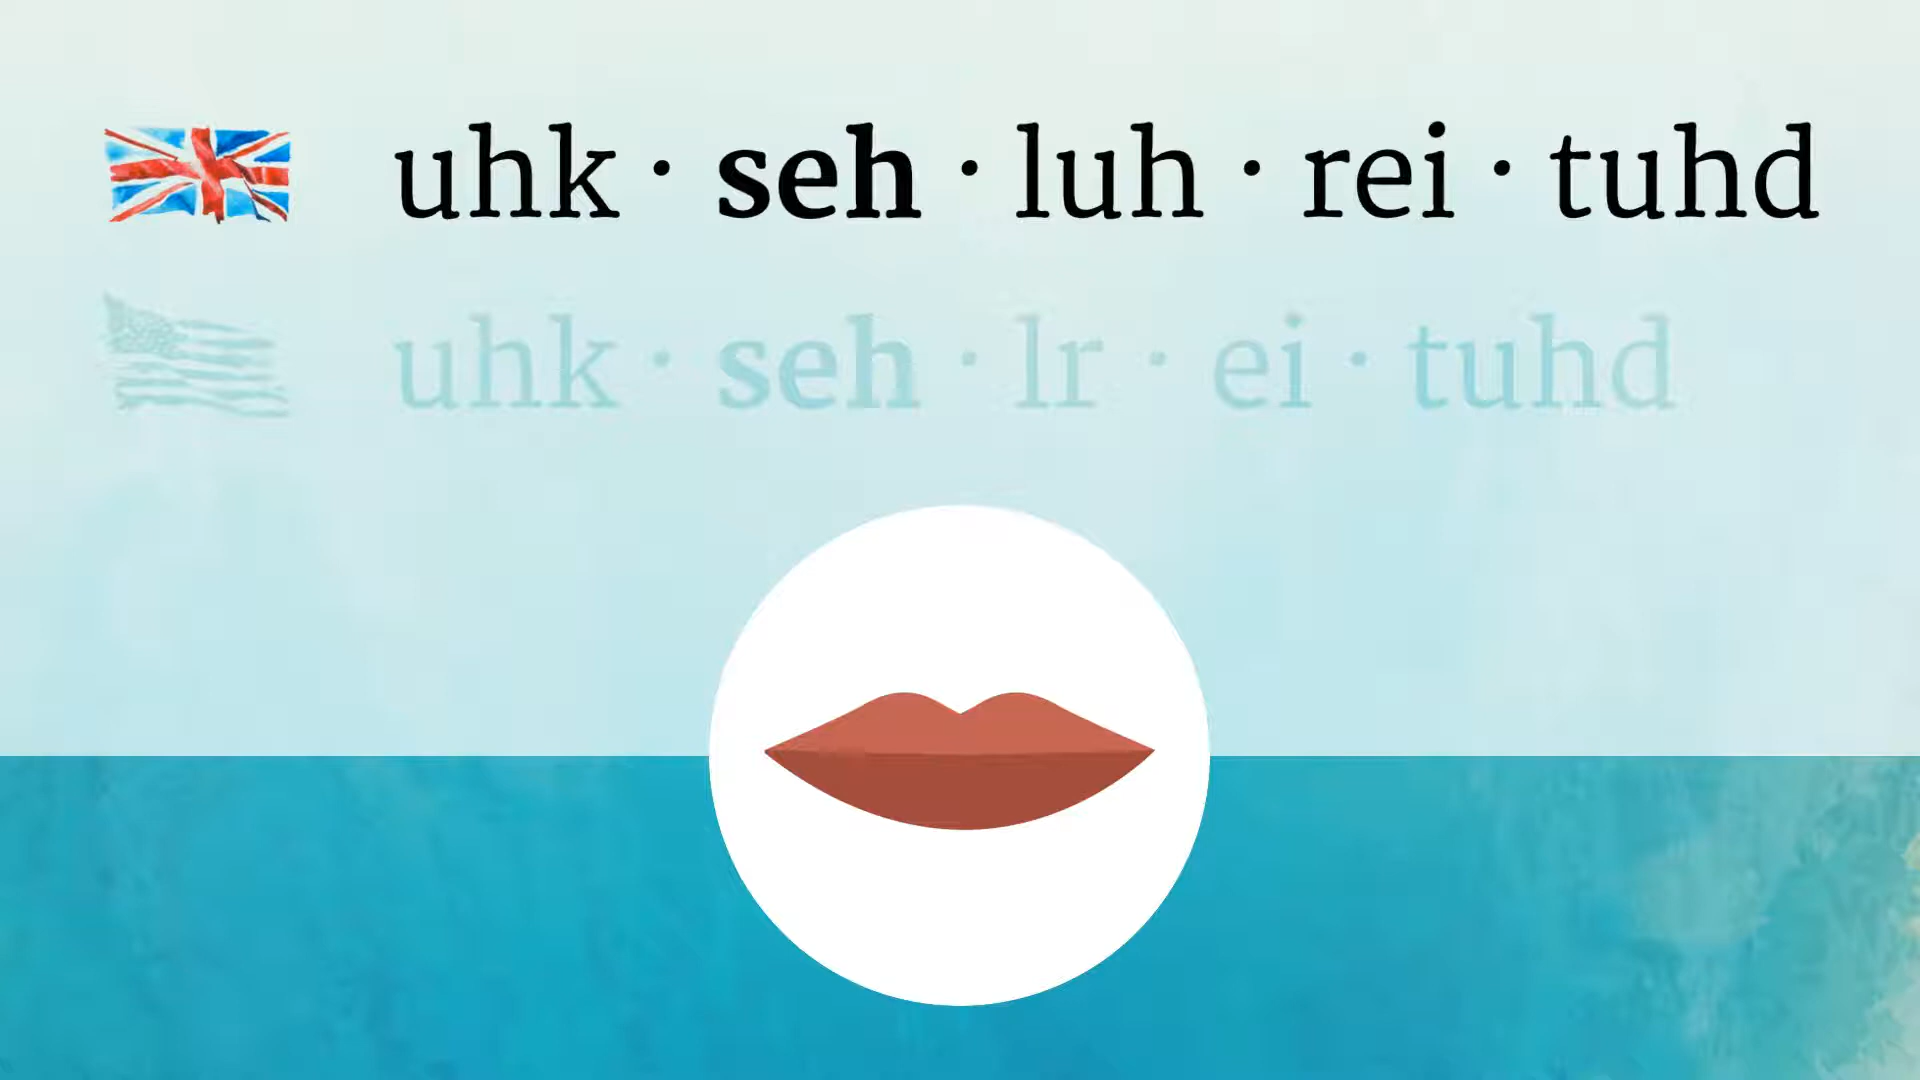 uhk · seh · luh · rei · tuhd
uhk · seh · lr · ei · tuhd